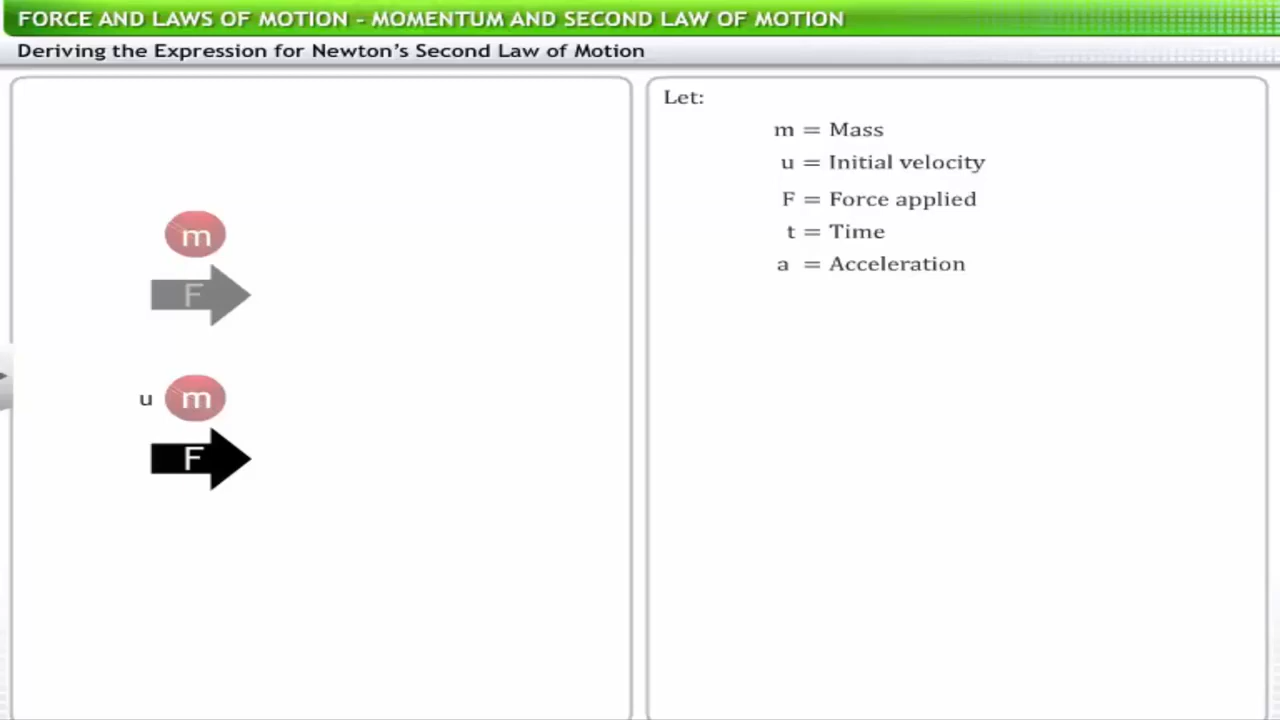 FORCE AND LAWS OF MOTION - MOMENTUM AND SECOND LAW OF MOTION
Deriving the Expression for Newton's Second Law of Motion
m
F
u m
F
Let:
m = Mass
u = Initial velocity
F = Force applied
t = Time
a = Acceleration